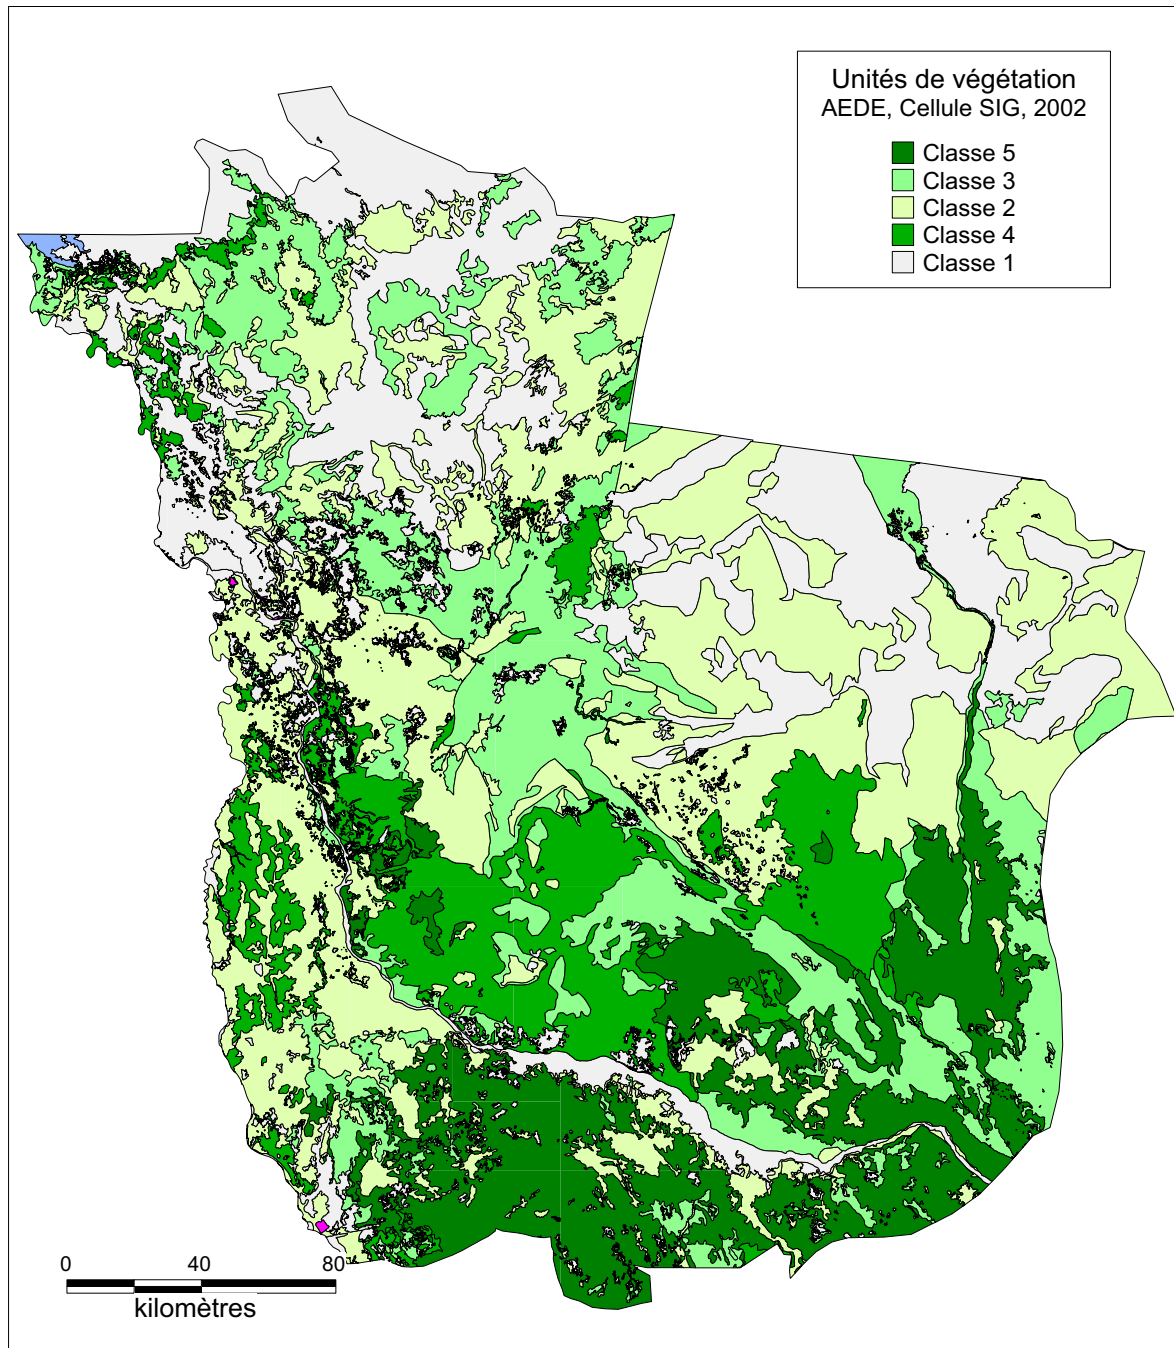 Unités de végétation
AEDE, Cellule SIG, 2002
Classe 5
Classe 3
Classe 2
Classe 4
Classe 1
0 40 80
kilomètres